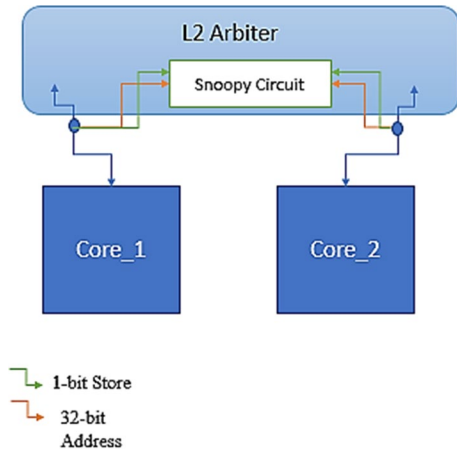 L2 Arbiter
Snoopy Circuit
Core_1
Core_2
1-bit Store
32-bit
Address